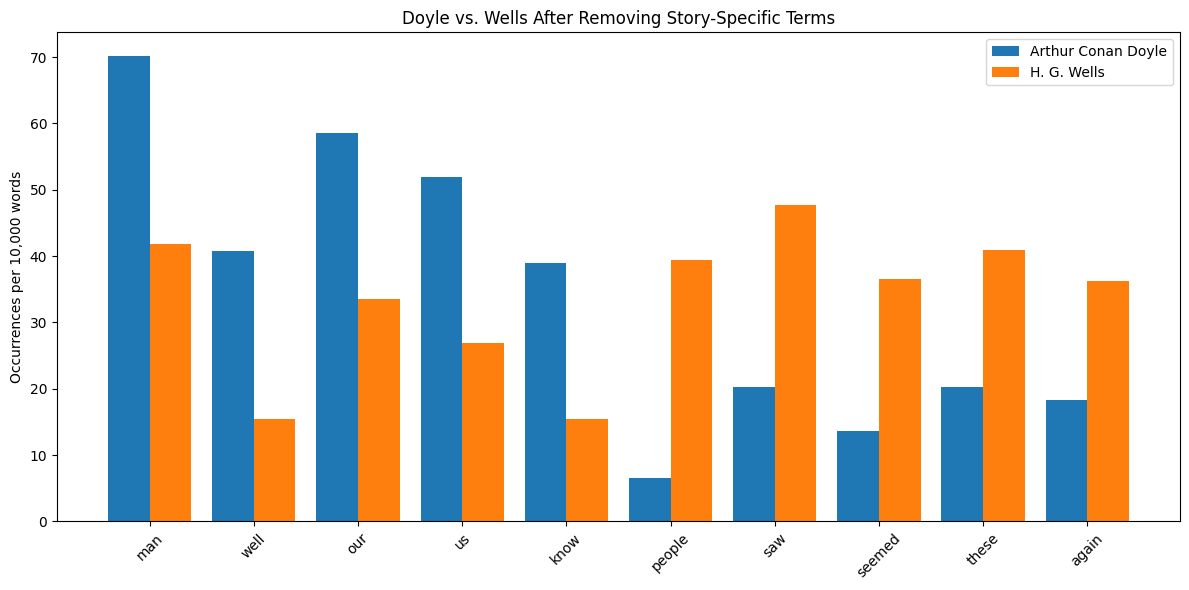 Doyle vs. Wells After Removing Story-Specific Terms
Arthur Conan Doyle
H. G. Wells
Occurrences per 10,000 words
70
60
50
40
30
20
10
0
man
well
our
us
know
people
saw
seemed
these
again